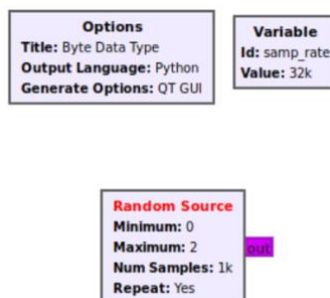 Options
Title: Byte Data Type
Output Language: Python
Generate Options: QT GUI
Variable
Id: samp_rate
Value: 32k
Random Source
Minimum: 0
Maximum: 2
Num Samples: 1k
Repeat: Yes
out